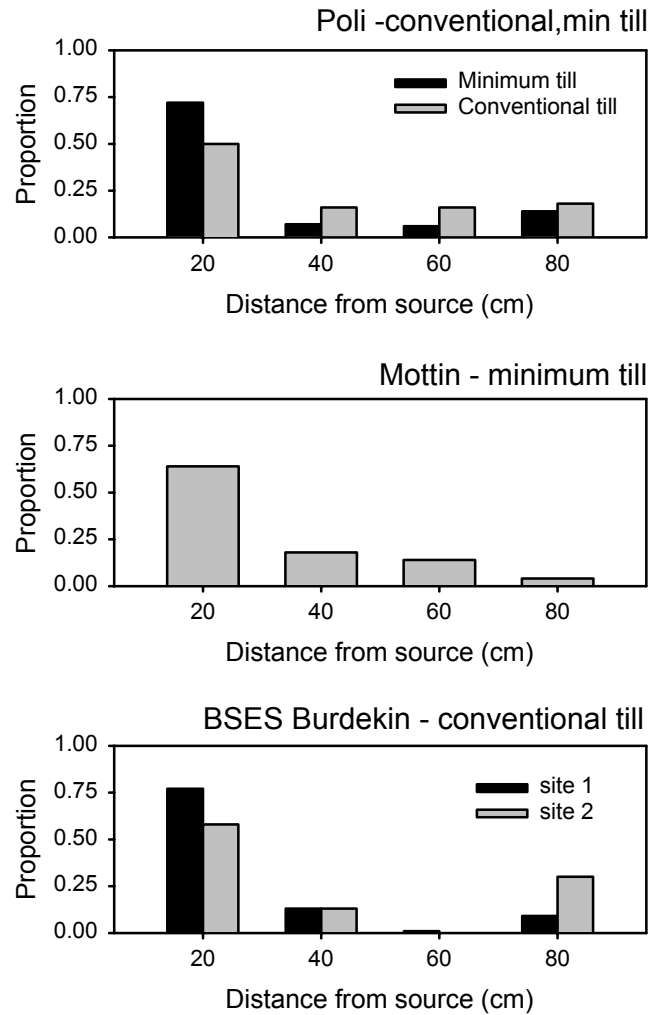 Poli -conventional,min till
1.00
Minimum till
Conventional till
0.75
0.50
0.25
0.00
Proportion
20 40 60 80
Distance from source (cm)
Mottin - minimum till
1.00
0.75
0.50
0.25
0.00
Proportion
20 40 60 80
Distance from source (cm)
BSES Burdekin - conventional till
1.00
site 1
site 2
0.75
0.50
0.25
0.00
Proportion
20 40 60 80
Distance from source (cm)